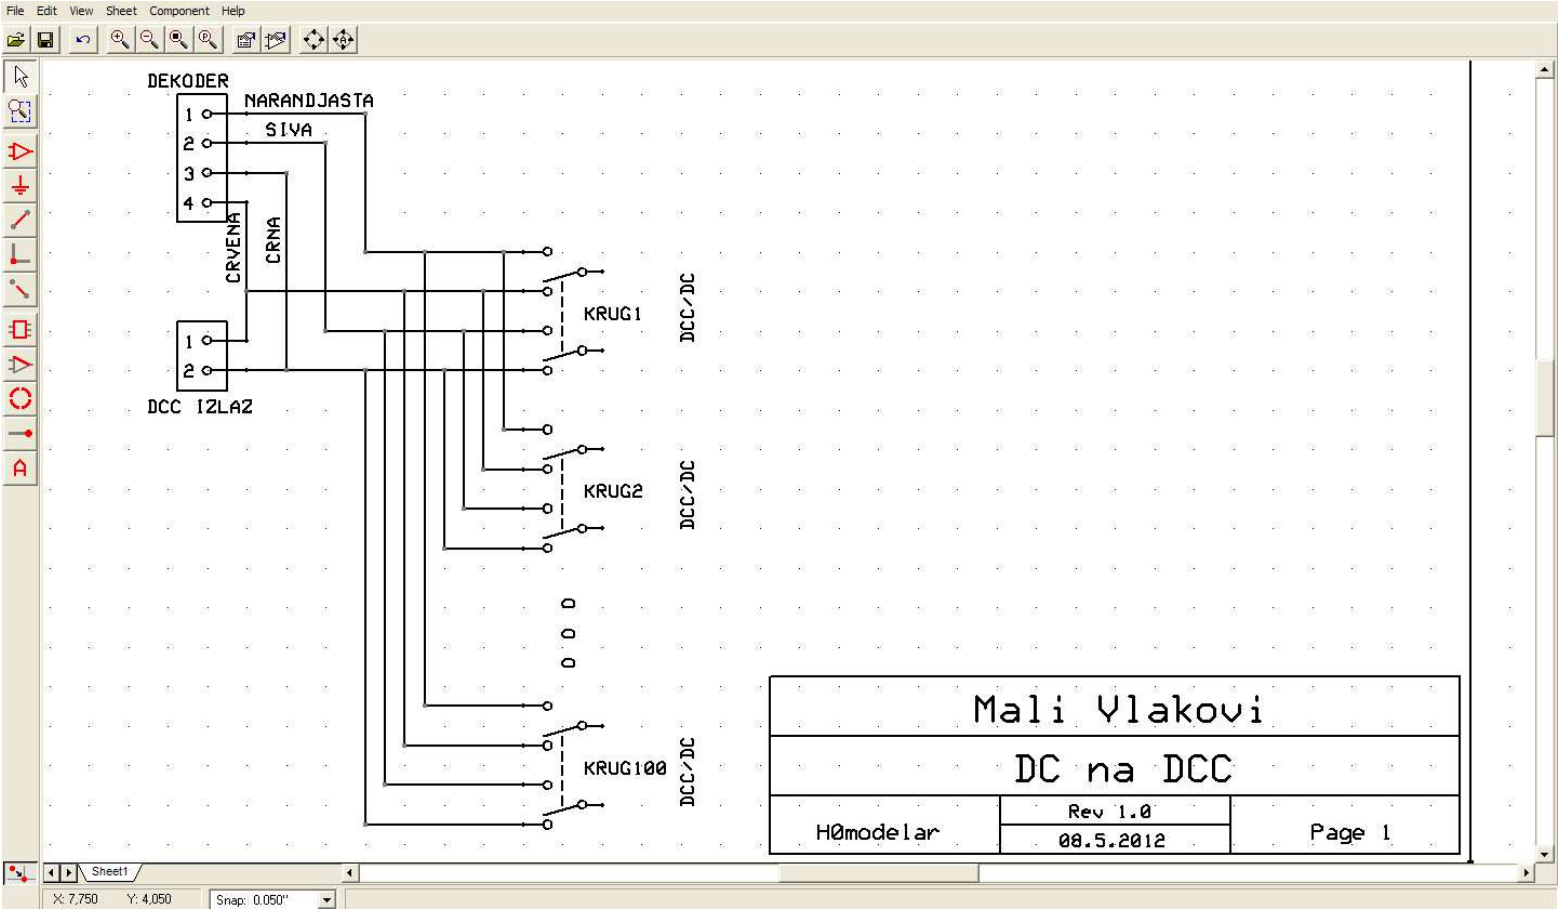 File Edit View Sheet Component Help
DEKODER
1
NARANDJASTA
2
SIVA
3
4
CRVENA
CRNA
1
2
DCC IZLAZ
KRUG1
DCC/DC
KRUG2
DCC/DC
KRUG100
DCC/DC
Mali Vlakovi
DC na DCC
H0modelar
Rev 1.0
08.5.2012
Page 1
Sheet1
X: 7,750 Y: 4,050 Snap: 0.050"